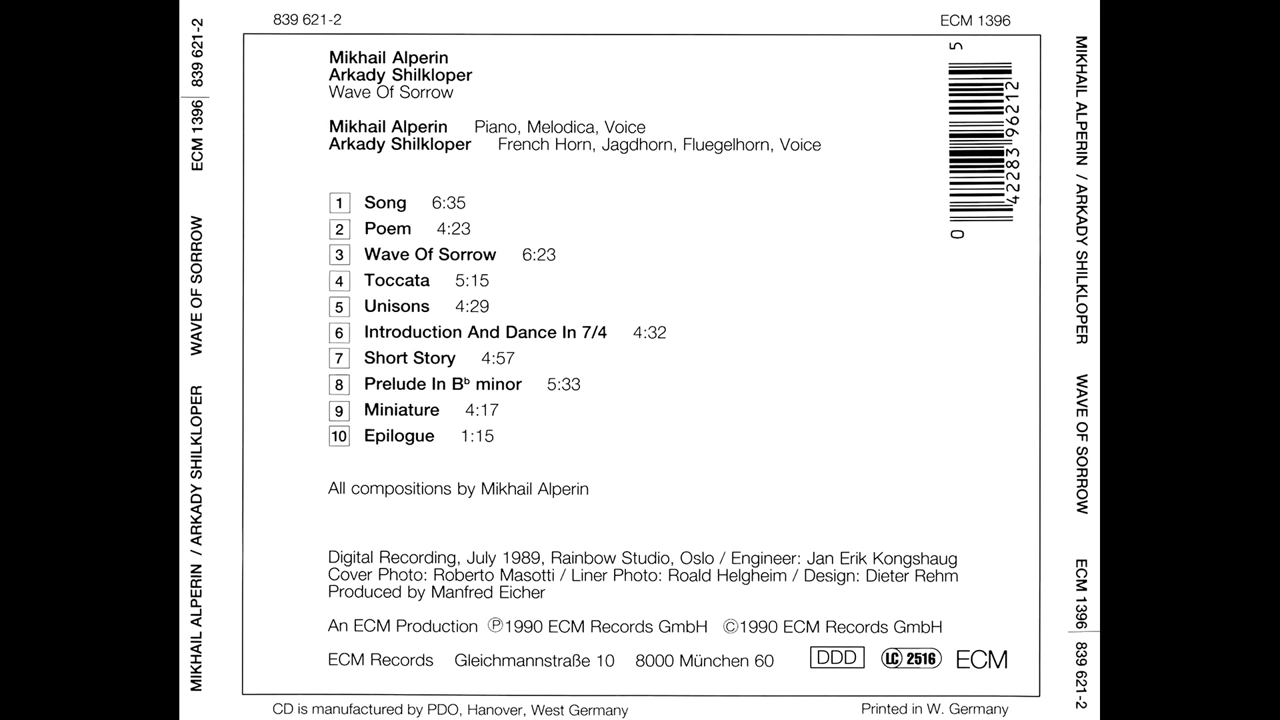 839 621-2
ECM 1396
Mikhail Alperin
Arkady Shilkloper
Wave Of Sorrow
Mikhail Alperin Piano, Melodica, Voice
Arkady Shilkloper French Horn, Jagdhorn, Fluegelhorn, Voice
1 Song 6:35
2 Poem 4:23
3 Wave Of Sorrow 6:23
4 Toccata 5:15
5 Unisons 4:29
6 Introduction And Dance In 7/4 4:32
7 Short Story 4:57
8 Prelude In B♭ minor 5:33
9 Miniature 4:17
10 Epilogue 1:15
All compositions by Mikhail Alperin
Digital Recording, July 1989, Rainbow Studio, Oslo / Engineer: Jan Erik Kongshaug
Cover Photo: Roberto Masotti / Liner Photo: Roald Helgheim / Design: Dieter Rehm
Produced by Manfred Eicher
An ECM Production ℗1990 ECM Records GmbH ©1990 ECM Records GmbH
ECM Records Gleichmannstraße 10 8000 München 60 DDD LC 2516 ECM
CD is manufactured by PDO, Hanover, West Germany
Printed in W. Germany
0 42283 96212 5
MIKHAIL ALPERIN / ARKADY SHILKLOPER WAVE OF SORROW ECM 1396 839 621-2
MIKHAIL ALPERIN / ARKADY SHILKLOPER WAVE OF SORROW ECM 1396 839 621-2